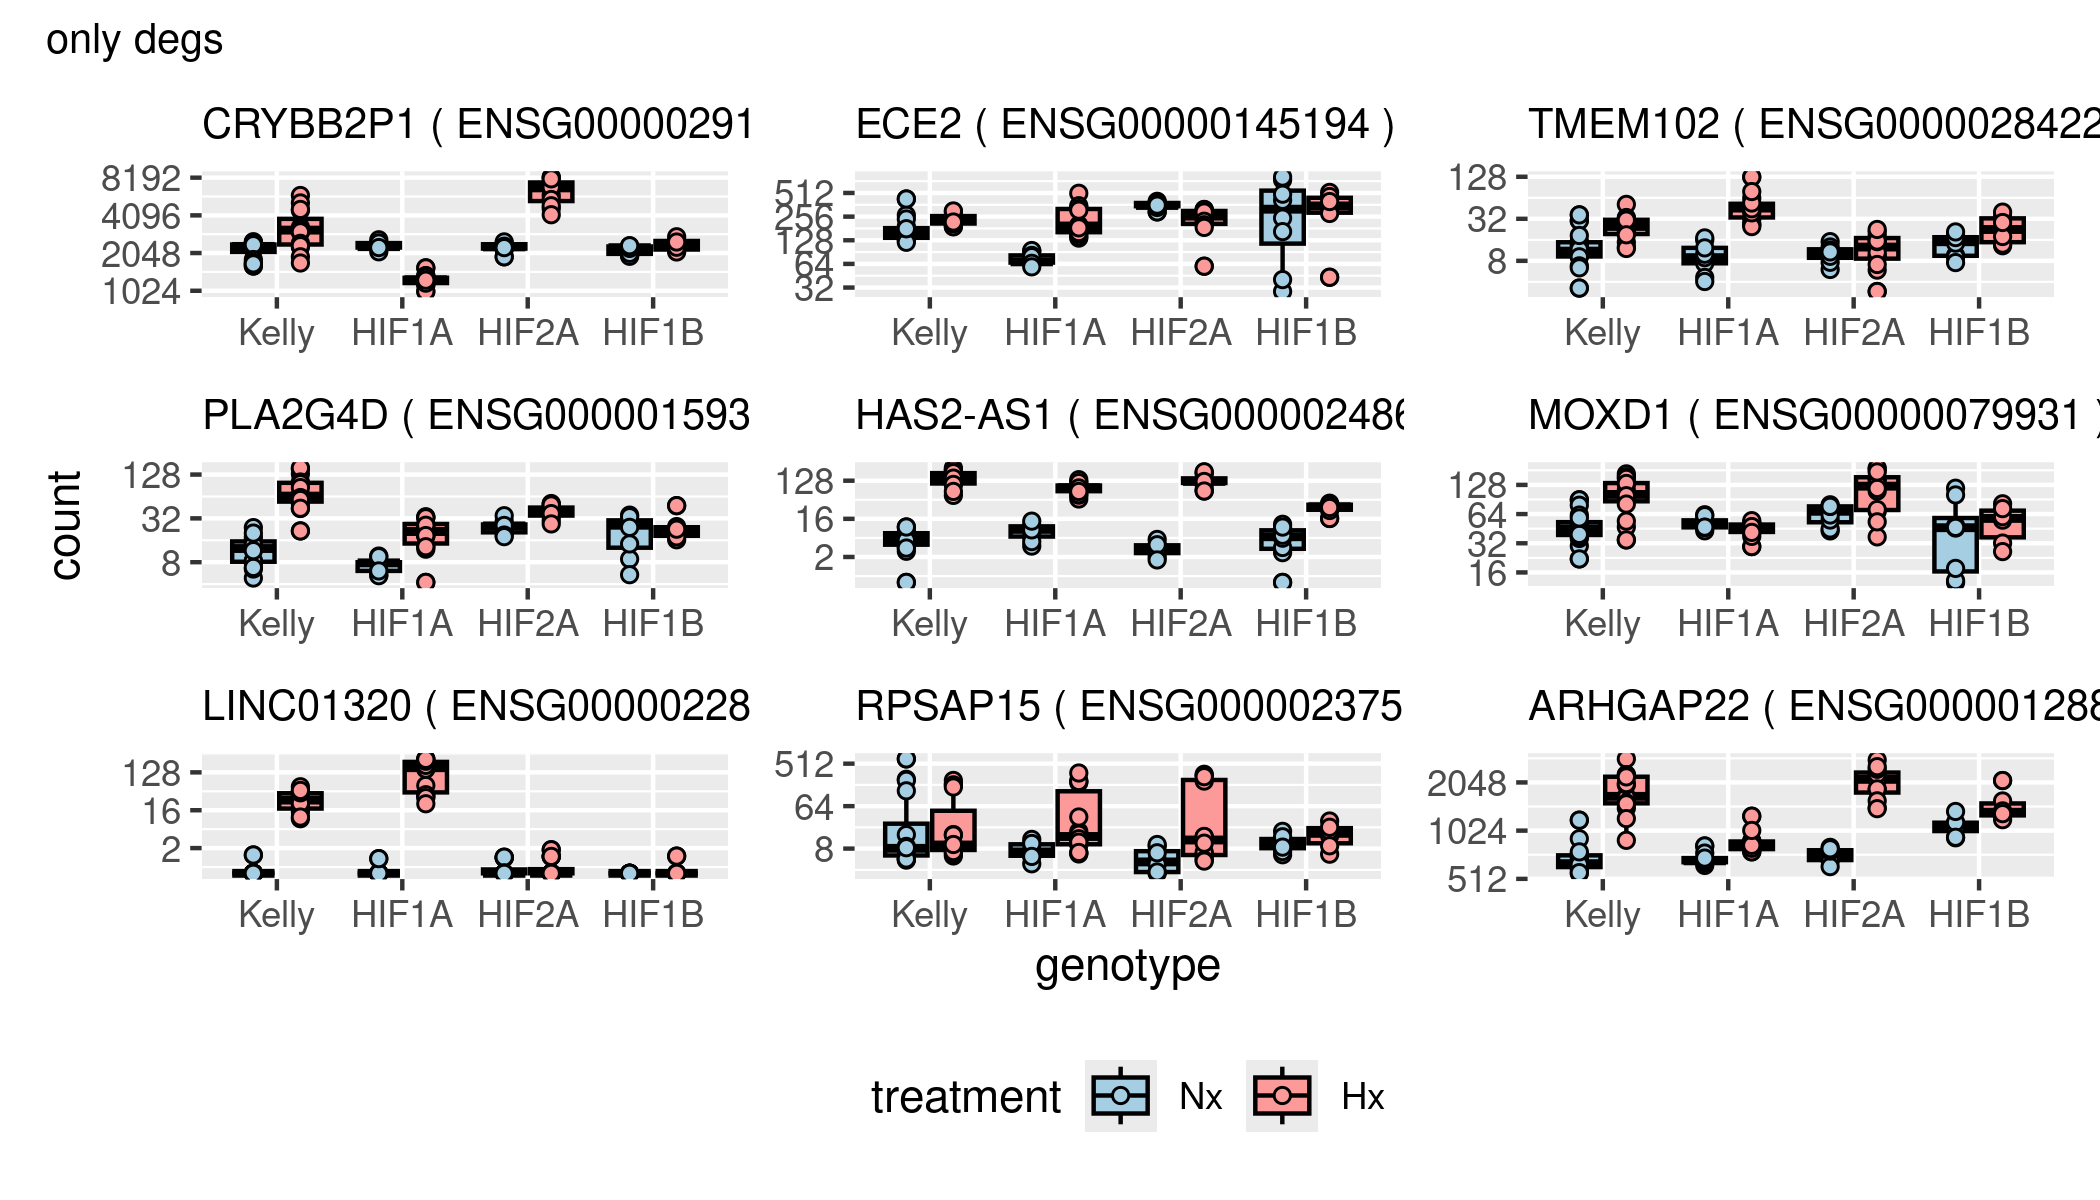 only degs
CRYBB2P1 ( ENSG00000291
ECE2 ( ENSG00000145194 )
TMEM102 ( ENSG0000028422
8192
4096
2048
1024
512
256
128
64
32
128
32
8
Kelly HIF1A HIF2A HIF1B
Kelly HIF1A HIF2A HIF1B
Kelly HIF1A HIF2A HIF1B
PLA2G4D ( ENSG000001593
HAS2-AS1 ( ENSG000002486
MOXD1 ( ENSG00000079931 )
count
128
32
8
128
16
2
128
64
32
16
Kelly HIF1A HIF2A HIF1B
Kelly HIF1A HIF2A HIF1B
Kelly HIF1A HIF2A HIF1B
LINC01320 ( ENSG00000228
RPSAP15 ( ENSG000002375
ARHGAP22 ( ENSG000001288
128
16
2
512
64
8
2048
1024
512
Kelly HIF1A HIF2A HIF1B
Kelly HIF1A HIF2A HIF1B
Kelly HIF1A HIF2A HIF1B
genotype
treatment Nx Hx